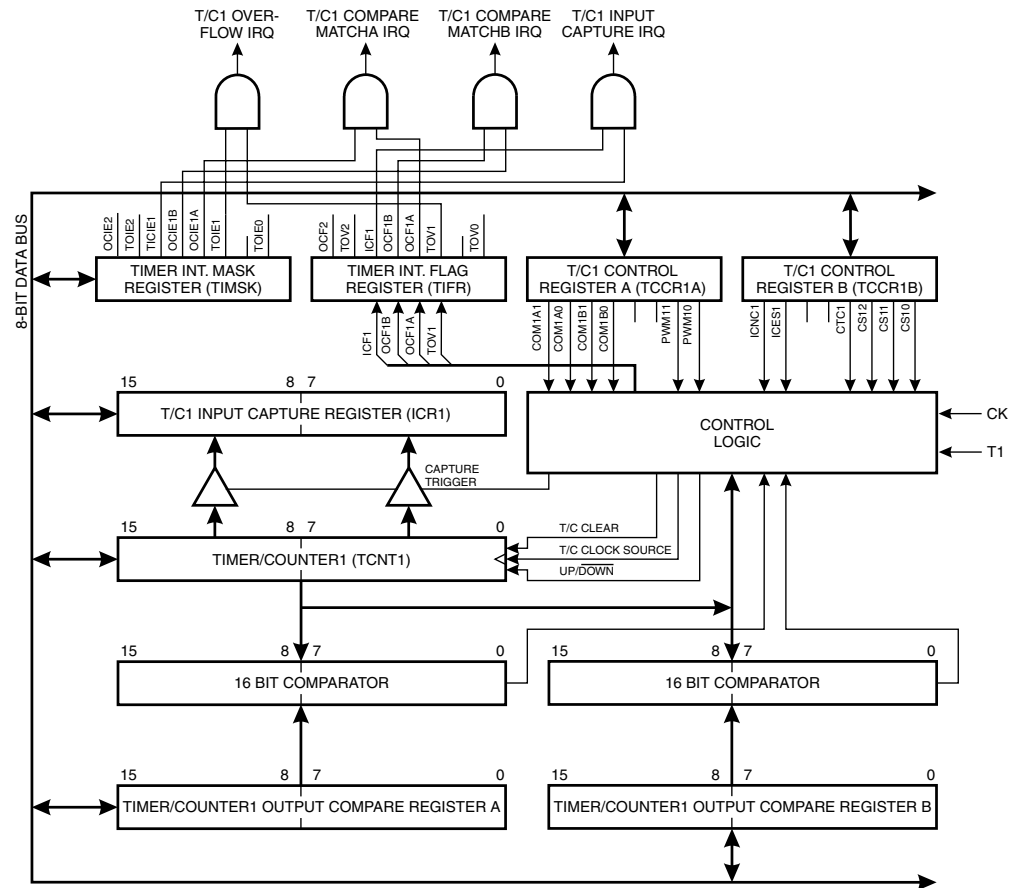 T/C1 OVER-
FLOW IRQ
T/C1 COMPARE
MATCHA IRQ
T/C1 COMPARE
MATCHB IRQ
T/C1 INPUT
CAPTURE IRQ
8-BIT DATA BUS
OCIE2
TOIE2
TICIE1
OCIE1B
OCIE1A
TOIE1
TOIE0
OCF2
TOV2
ICF1
OCF1B
OCF1A
TOV1
TOV0
TIMER INT. MASK
REGISTER (TIMSK)
TIMER INT. FLAG
REGISTER (TIFR)
T/C1 CONTROL
REGISTER A (TCCR1A)
T/C1 CONTROL
REGISTER B (TCCR1B)
ICF1
OCF1B
OCF1A
TOV1
COM1A1
COM1A0
COM1B1
COM1B0
PWM11
PWM10
ICNC1
ICES1
CTC1
CS12
CS11
CS10
15 8 7 0
T/C1 INPUT CAPTURE REGISTER (ICR1)
CONTROL
LOGIC
CK
T1
CAPTURE
TRIGGER
15 8 7 0
TIMER/COUNTER1 (TCNT1)
T/C CLEAR
T/C CLOCK SOURCE
UP/DOWN
15 8 7 0
16 BIT COMPARATOR
15 8 7 0
16 BIT COMPARATOR
15 8 7 0
TIMER/COUNTER1 OUTPUT COMPARE REGISTER A
15 8 7 0
TIMER/COUNTER1 OUTPUT COMPARE REGISTER B